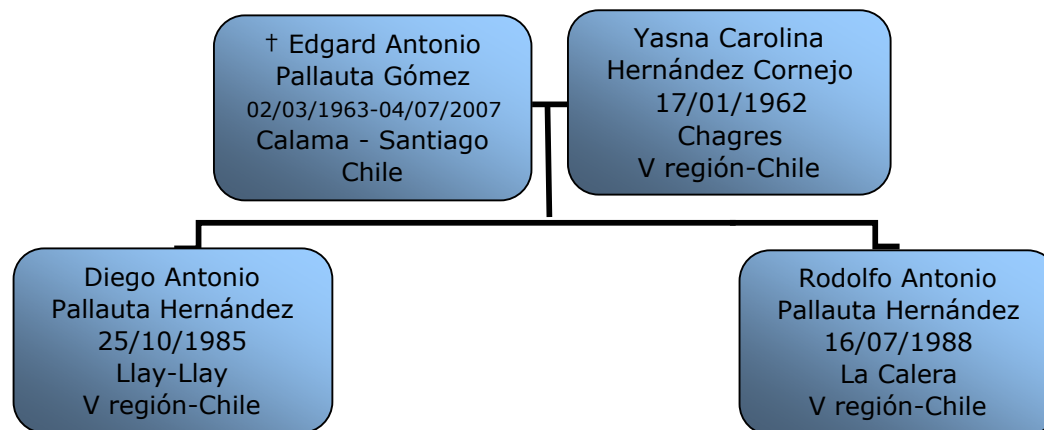 † Edgard Antonio
Pallauta Gómez
02/03/1963-04/07/2007
Calama - Santiago
Chile
Yasna Carolina
Hernández Cornejo
17/01/1962
Chagres
V región-Chile
Diego Antonio
Pallauta Hernández
25/10/1985
Llay-Llay
V región-Chile
Rodolfo Antonio
Pallauta Hernández
16/07/1988
La Calera
V región-Chile